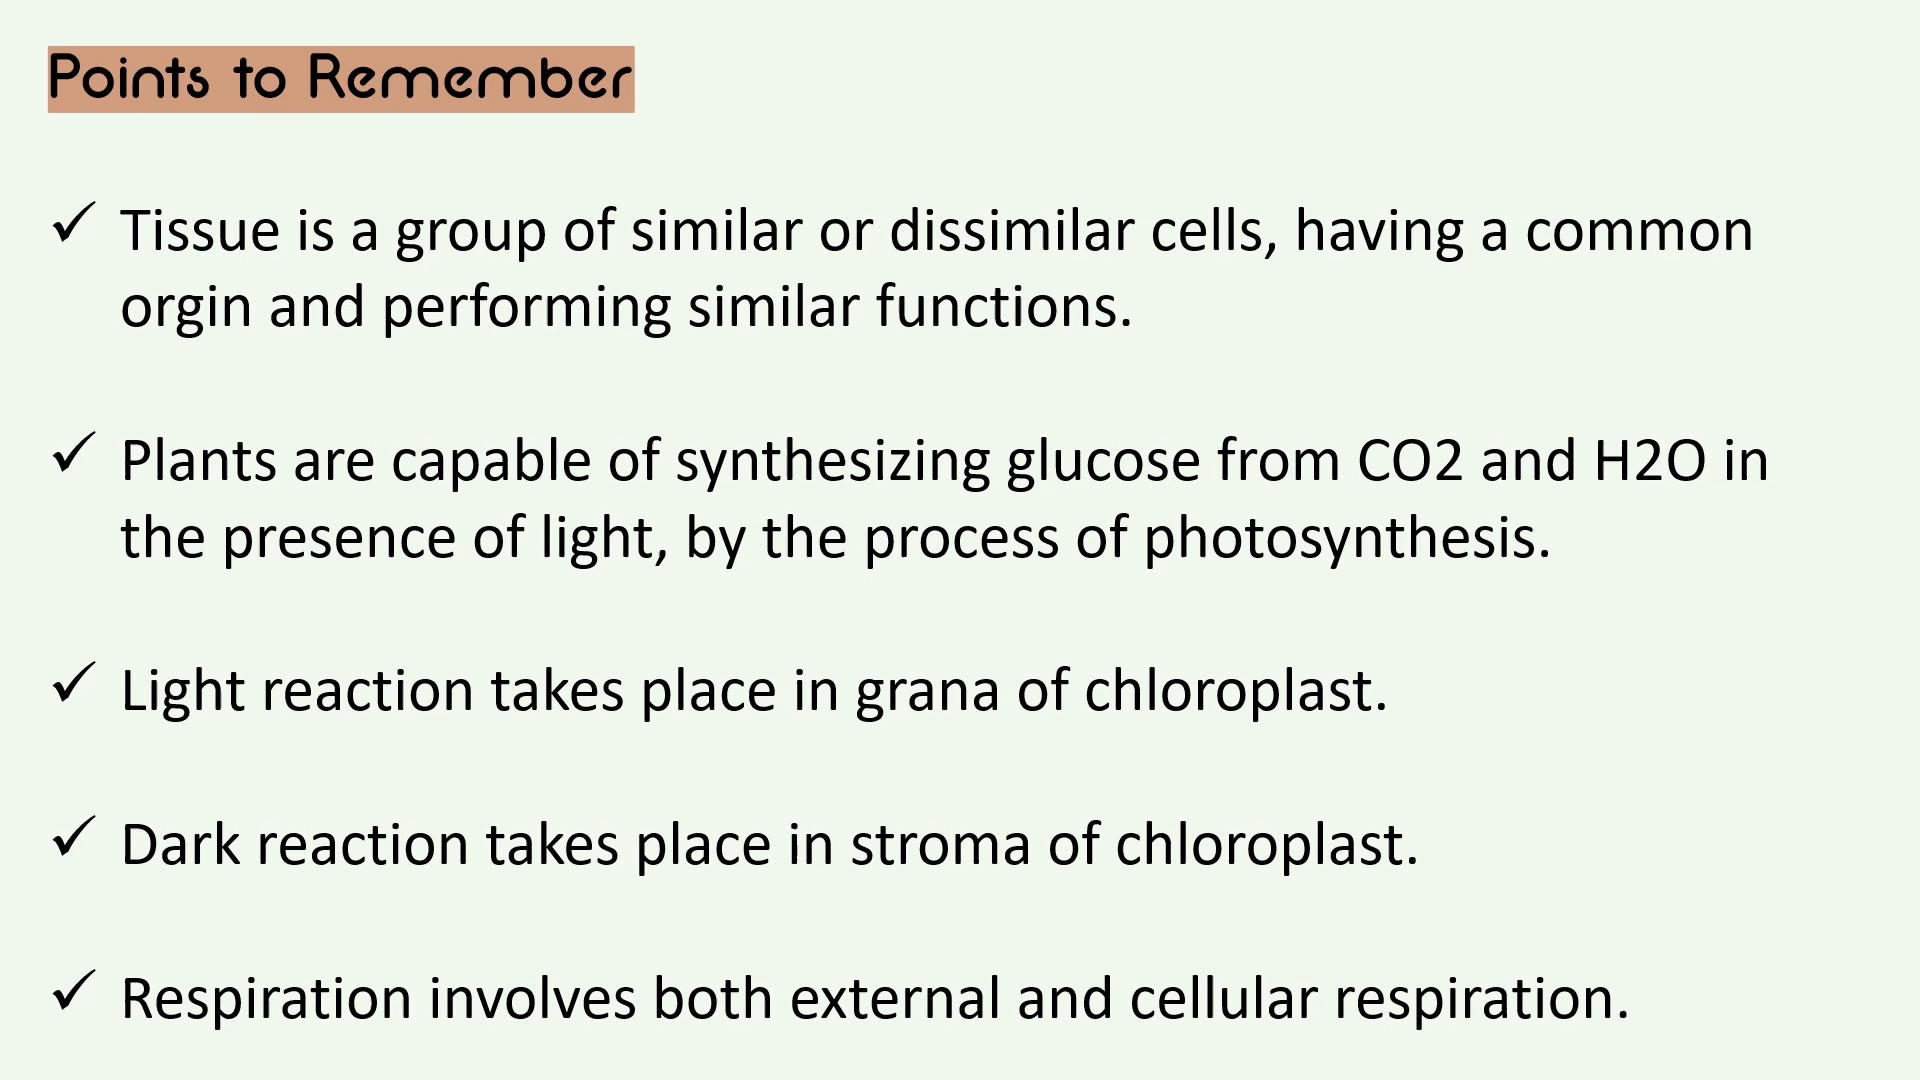 Points to Remember
✓ Tissue is a group of similar or dissimilar cells, having a common
orgin and performing similar functions.
✓ Plants are capable of synthesizing glucose from CO2 and H2O in
the presence of light, by the process of photosynthesis.
✓ Light reaction takes place in grana of chloroplast.
✓ Dark reaction takes place in stroma of chloroplast.
✓ Respiration involves both external and cellular respiration.